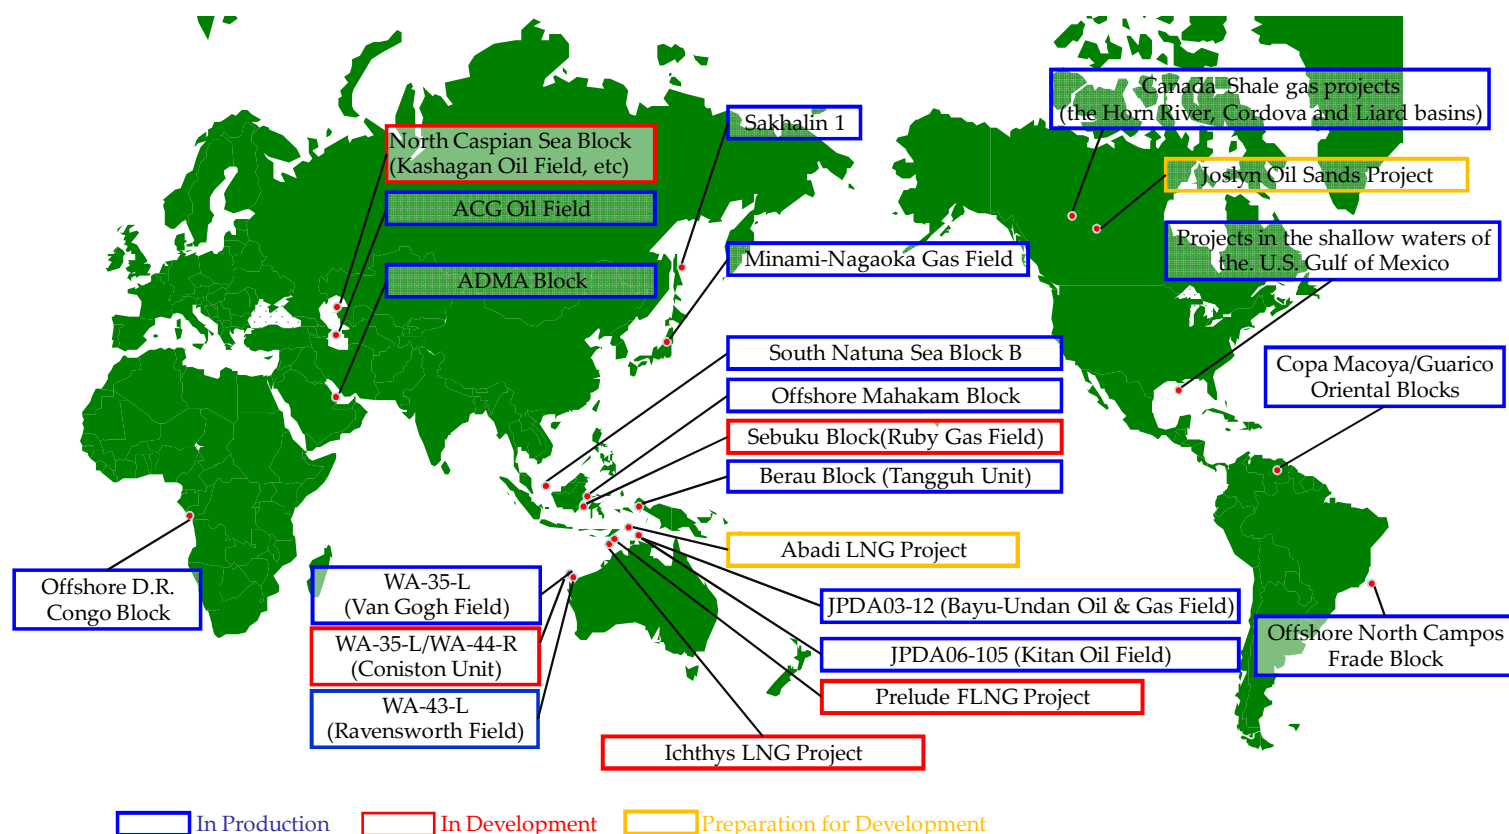 Canada Shale gas projects
(the Horn River, Cordova and Liard basins)
Sakhalin 1
North Caspian Sea Block
(Kashagan Oil Field, etc)
Joslyn Oil Sands Project
ACG Oil Field
Projects in the shallow waters of
the. U.S. Gulf of Mexico
Minami-Nagaoka Gas Field
ADMA Block
South Natuna Sea Block B
Copa Macoya/Guarico
Oriental Blocks
Offshore Mahakam Block
Sebuku Block(Ruby Gas Field)
Berau Block (Tangguh Unit)
Abadi LNG Project
Offshore D.R.
Congo Block
WA-35-L
(Van Gogh Field)
JPDA03-12 (Bayu-Undan Oil & Gas Field)
WA-35-L/WA-44-R
(Coniston Unit)
JPDA06-105 (Kitan Oil Field)
Offshore North Campos
Frade Block
Prelude FLNG Project
WA-43-L
(Ravensworth Field)
Ichthys LNG Project
In Production
In Development
Preparation for Development